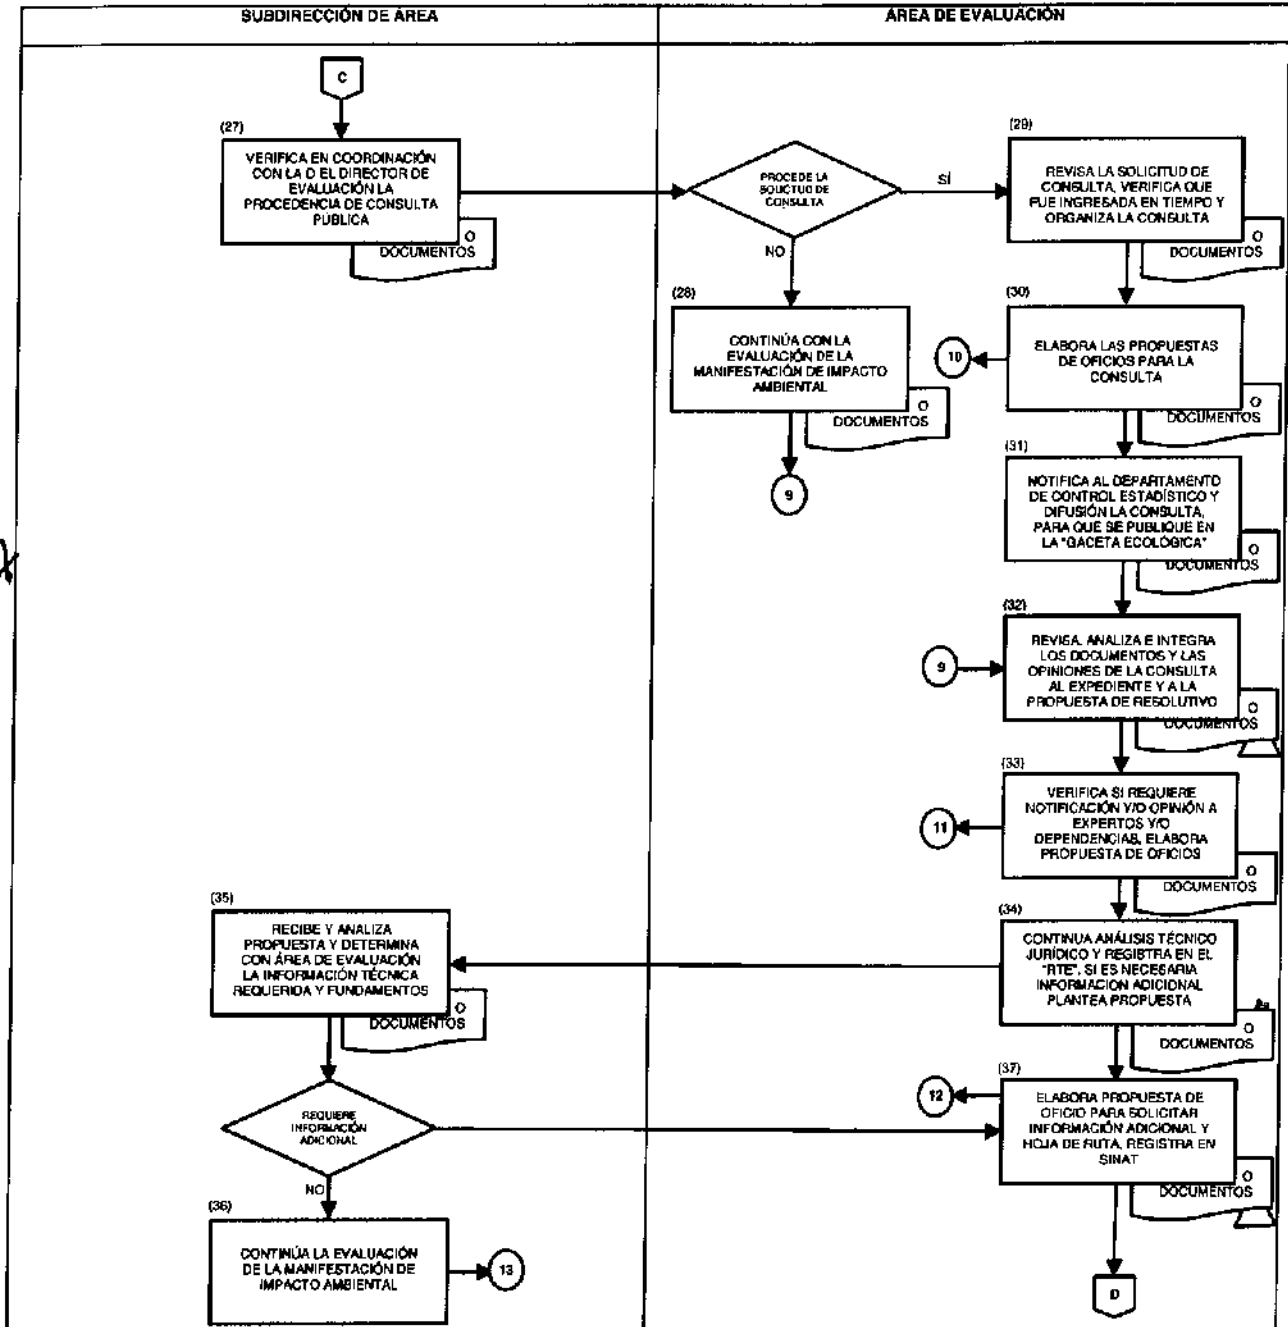 SUBDIRECCIÓN DE ÁREA
ÁREA DE EVALUACIÓN
C
(27)
VERIFICA EN COORDINACIÓN
CON LA O EL DIRECTOR DE
EVALUACIÓN LA
PROCEDENCIA DE CONSULTA
PÚBLICA
O
DOCUMENTOS
PROCEDE LA
SOLICTUD DE
CONSULTA
SÍ
NO
(29)
REVISA LA SOLICITUD DE
CONSULTA, VERIFICA QUE
FUE INGRESADA EN TIEMPO Y
ORGANIZA LA CONSULTA
O
DOCUMENTOS
(28)
CONTINÚA CON LA
EVALUACIÓN DE LA
MANIFESTACIÓN DE IMPACTO
AMBIENTAL
O
DOCUMENTOS
9
(30)
ELABORA LAS PROPUESTAS
DE OFICIOS PARA LA
CONSULTA
10
O
DOCUMENTOS
(31)
NOTIFICA AL DEPARTAMENTO
DE CONTROL ESTADÍSTICO Y
DIFUSIÓN LA CONSULTA,
PARA QUE SE PUBLIQUE EN
LA "GACETA ECOLÓGICA"
O
DOCUMENTOS
(32)
REVISA, ANALIZA E INTEGRA
LOS DOCUMENTOS Y LAS
OPINIONES DE LA CONSULTA
AL EXPEDIENTE Y A LA
PROPUESTA DE RESOLUTIVO
9
O
DOCUMENTOS
(33)
VERIFICA SI REQUIERE
NOTIFICACIÓN Y/O OPINIÓN A
EXPERTOS Y/O
DEPENDENCIAS, ELABORA
PROPUESTA DE OFICIOS
11
O
DOCUMENTOS
(34)
CONTINUA ANÁLISIS TÉCNICO
JURÍDICO Y REGISTRA EN EL
"RTE", SI ES NECESARIA
INFORMACION ADICIONAL
PLANTEA PROPUESTA
O
DOCUMENTOS
(35)
RECIBE Y ANALIZA
PROPUESTA Y DETERMINA
CON ÁREA DE EVALUACIÓN
LA INFORMACIÓN TÉCNICA
REQUERIDA Y FUNDAMENTOS
O
DOCUMENTOS
REQUIERE
INFORMACIÓN
ADICIONAL
NO
(36)
CONTINÚA LA EVALUACIÓN
DE LA MANIFESTACIÓN DE
IMPACTO AMBIENTAL
13
(37)
ELABORA PROPUESTA DE
OFICIO PARA SOLICITAR
INFORMACIÓN ADICIONAL Y
HOJA DE RUTA, REGISTRA EN
SINAT
12
O
DOCUMENTOS
D